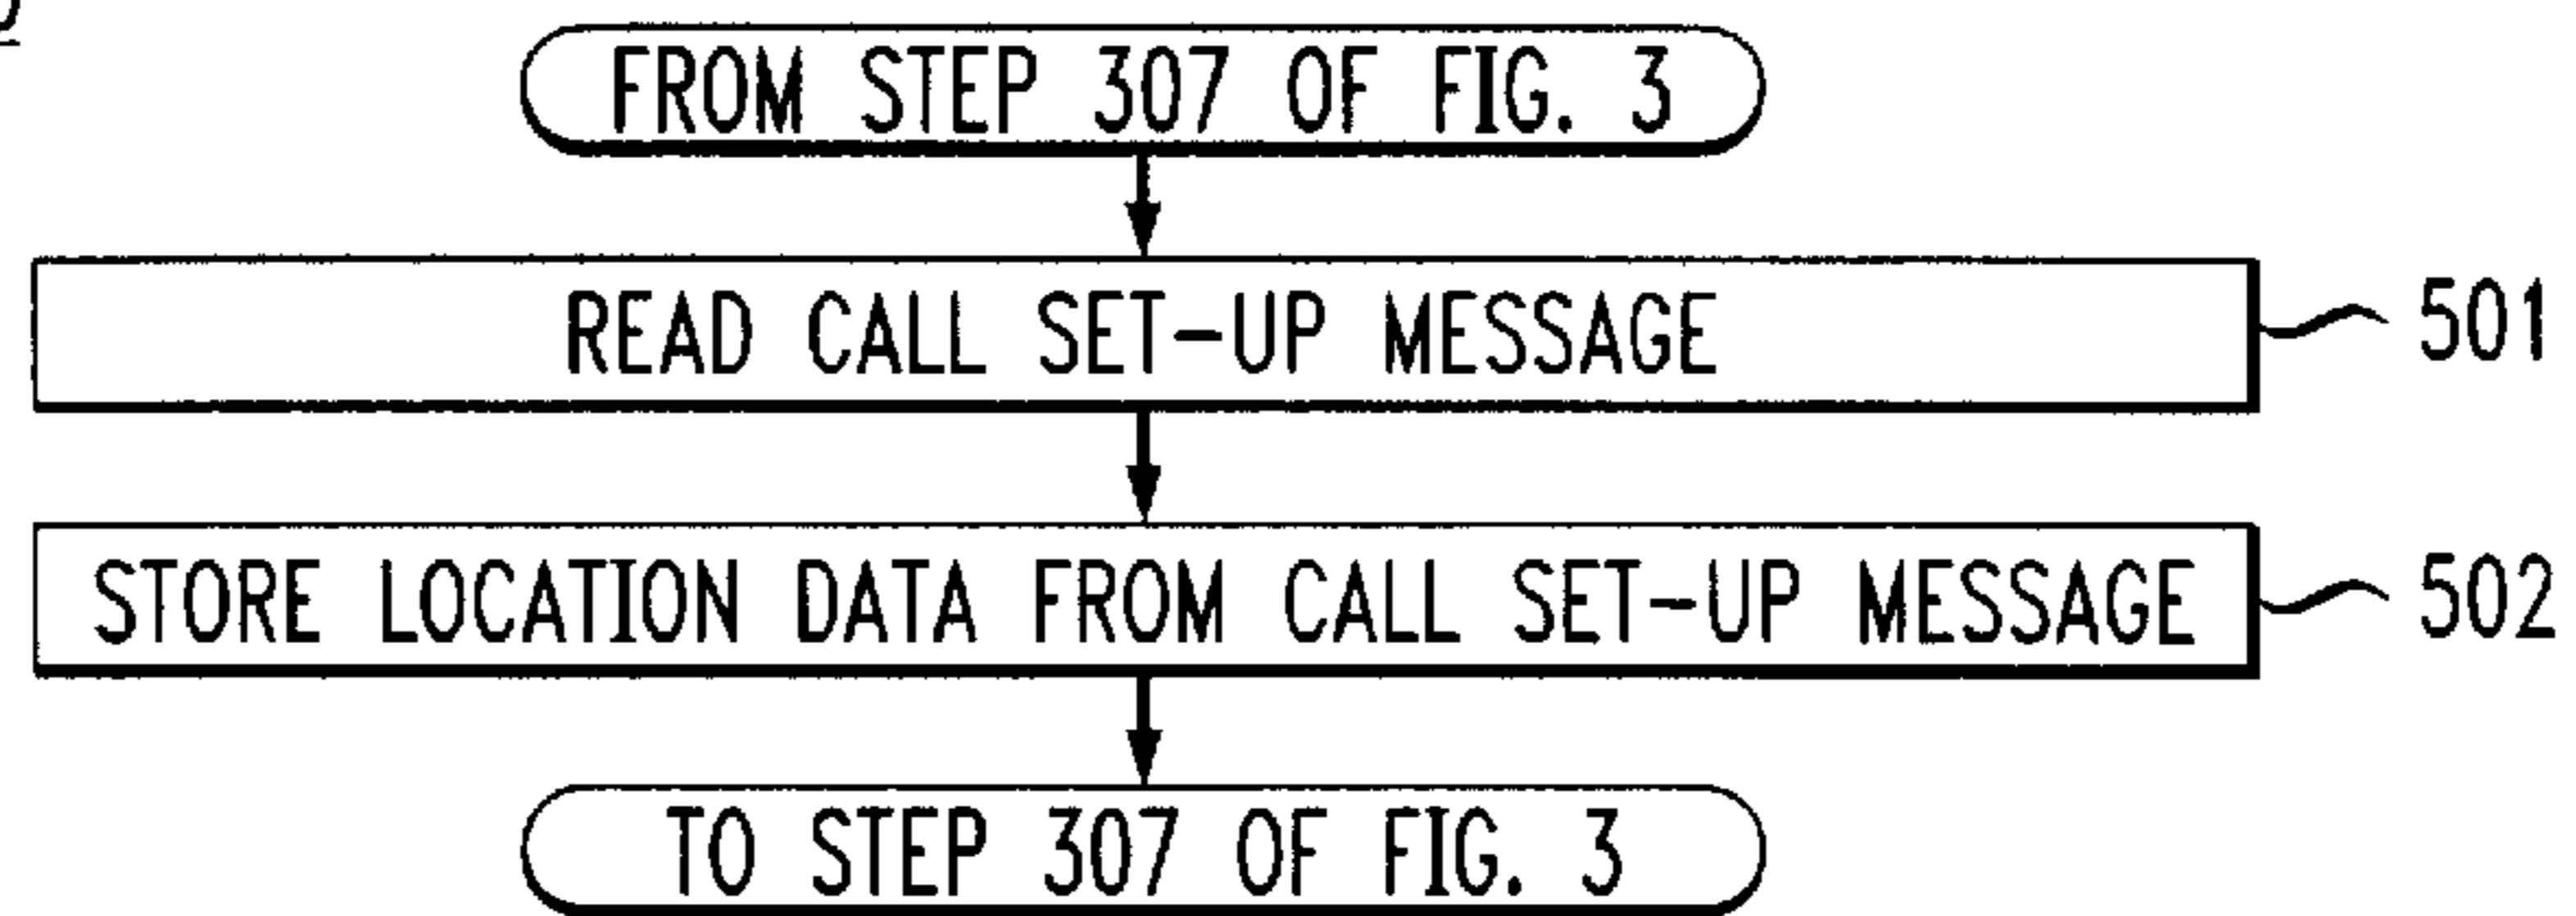 FROM STEP 307 OF FIG. 3
READ CALL SET-UP MESSAGE
501
STORE LOCATION DATA FROM CALL SET-UP MESSAGE
502
TO STEP 307 OF FIG. 3